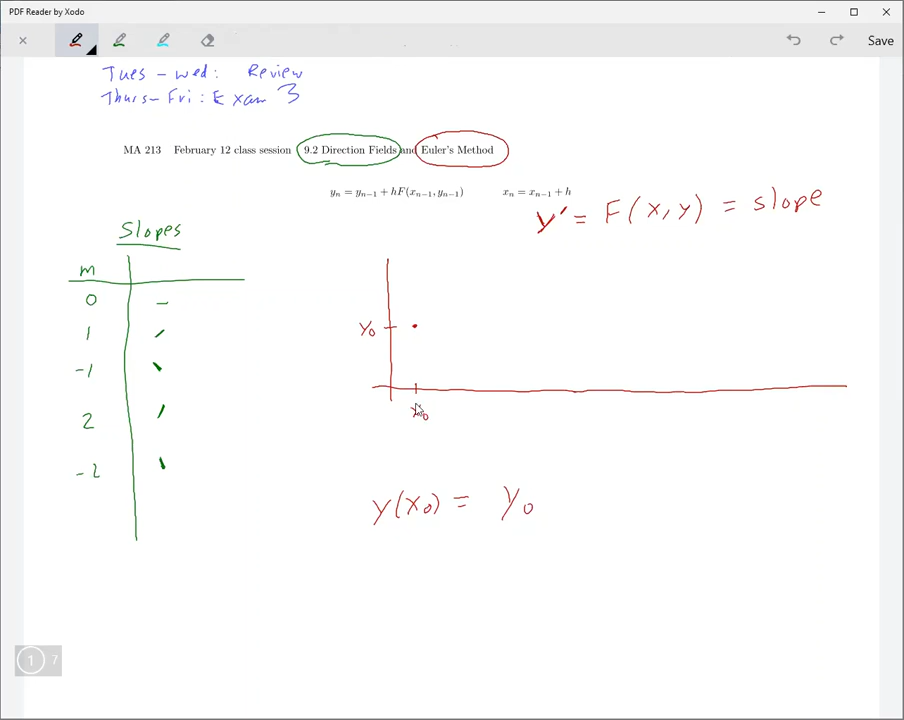 PDF Reader by Xodo
Save
Tues - Wed: Review
Thurs - Fri: Exam 3
MA 213 February 12 class session 9.2 Direction Fields and Euler's Method
yₙ = yₙ₋₁ + hF(xₙ₋₁, yₙ₋₁) xₙ = xₙ₋₁ + h
y' = F(x, y) = slope
Slopes
m
0
1
-1
2
-2
y₀
x₀
y(x₀) = y₀
1 7